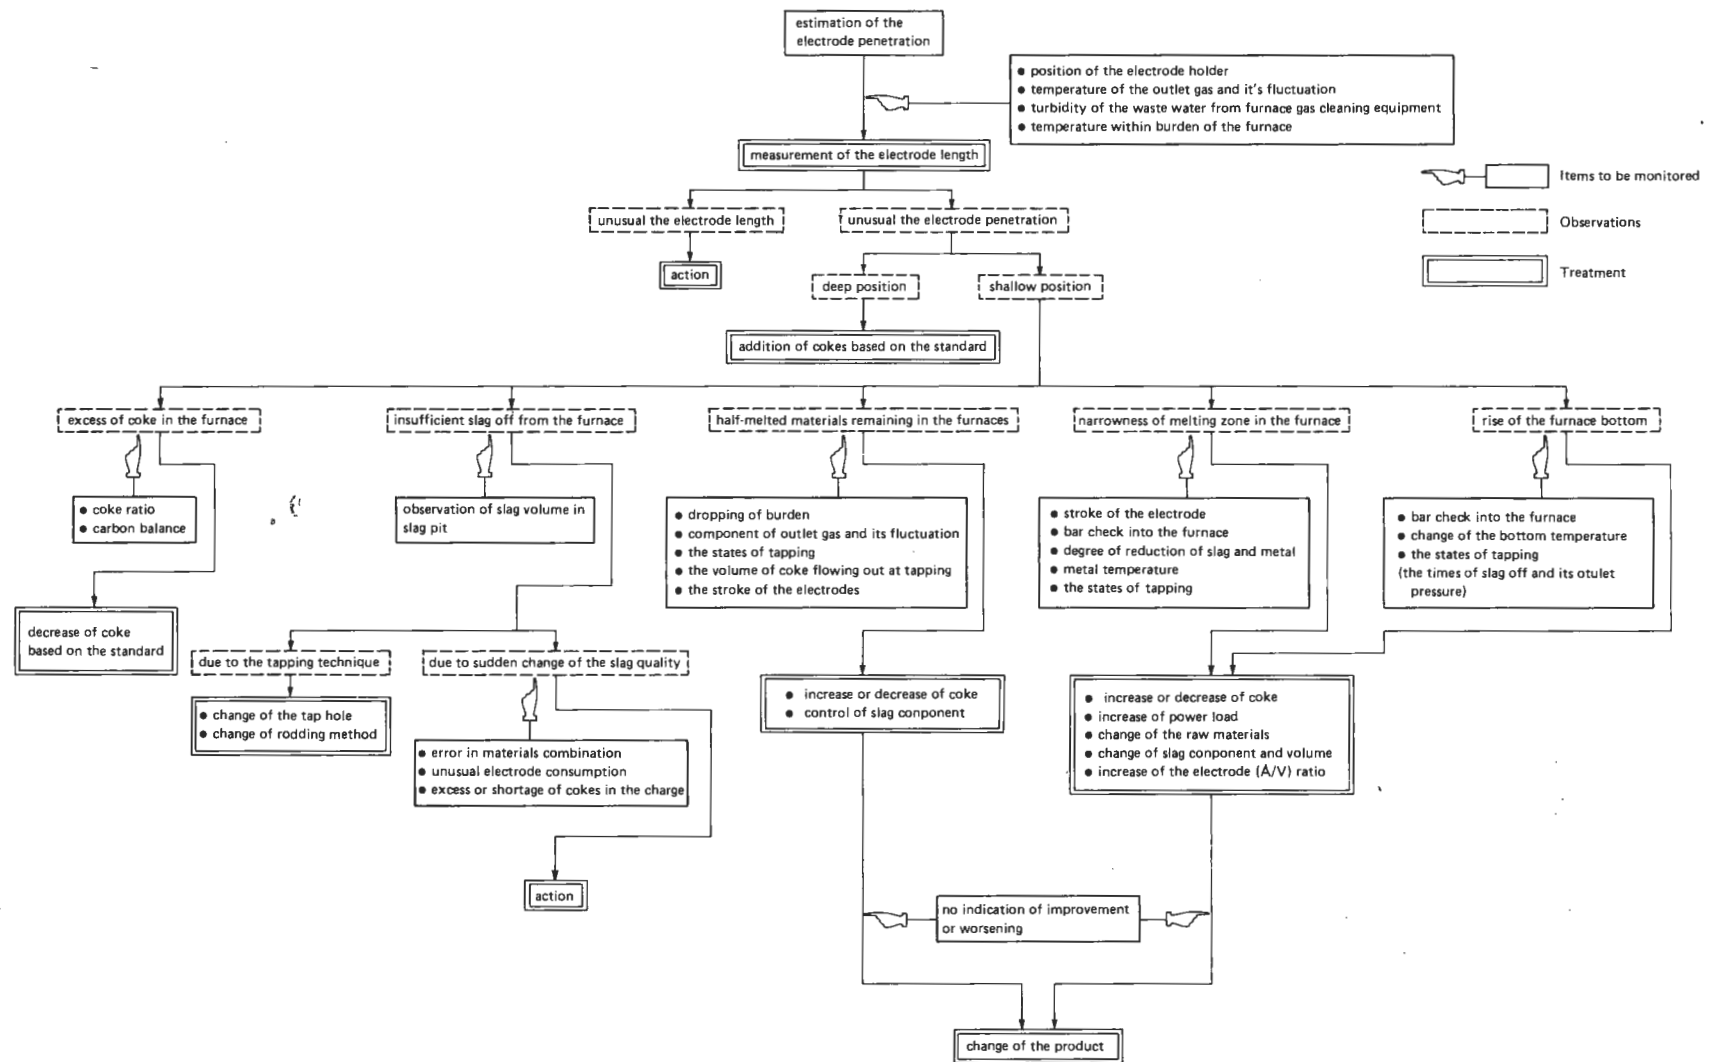 estimation of the
electrode penetration
● position of the electrode holder
● temperature of the outlet gas and it's fluctuation
● turbidity of the waste water from furnace gas cleaning equipment
● temperature within burden of the furnace
measurement of the electrode length
Items to be monitored
Observations
Treatment
unusual the electrode length
unusual the electrode penetration
action
deep position
shallow position
addition of cokes based on the standard
excess of coke in the furnace
insufficient slag off from the furnace
half-melted materials remaining in the furnaces
narrowness of melting zone in the furnace
rise of the furnace bottom
● coke ratio
● carbon balance
observation of slag volume in
slag pit
● dropping of burden
● component of outlet gas and its fluctuation
● the states of tapping
● the volume of coke flowing out at tapping
● the stroke of the electrodes
● stroke of the electrode
● bar check into the furnace
● degree of reduction of slag and metal
● metal temperature
● the states of tapping
● bar check into the furnace
● change of the bottom temperature
● the states of tapping
(the times of slag off and its otulet
pressure)
decrease of coke
based on the standard
due to the tapping technique
due to sudden change of the slag quality
● change of the tap hole
● change of rodding method
● error in materials combination
● unusual electrode consumption
● excess or shortage of cokes in the charge
● increase or decrease of coke
● control of slag component
● increase or decrease of coke
● increase of power load
● change of the raw materials
● change of slag conponent and volume
● increase of the electrode (A/V) ratio
action
no indication of improvement
or worsening
change of the product